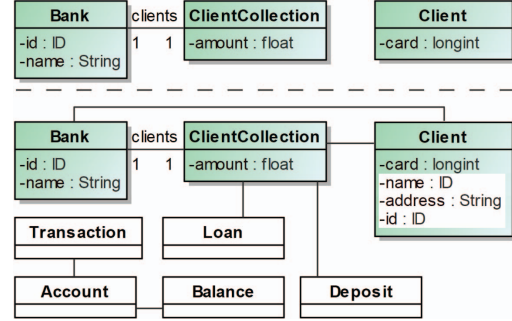 Bank clients ClientCollection Client
-id : ID 1 1 -amount : float -card : longint
-name : String
Bank clients ClientCollection Client
-id : ID 1 1 -amount : float -card : longint
-name : String -name : ID
-address : String
-id : ID
Transaction Loan
Account Balance Deposit